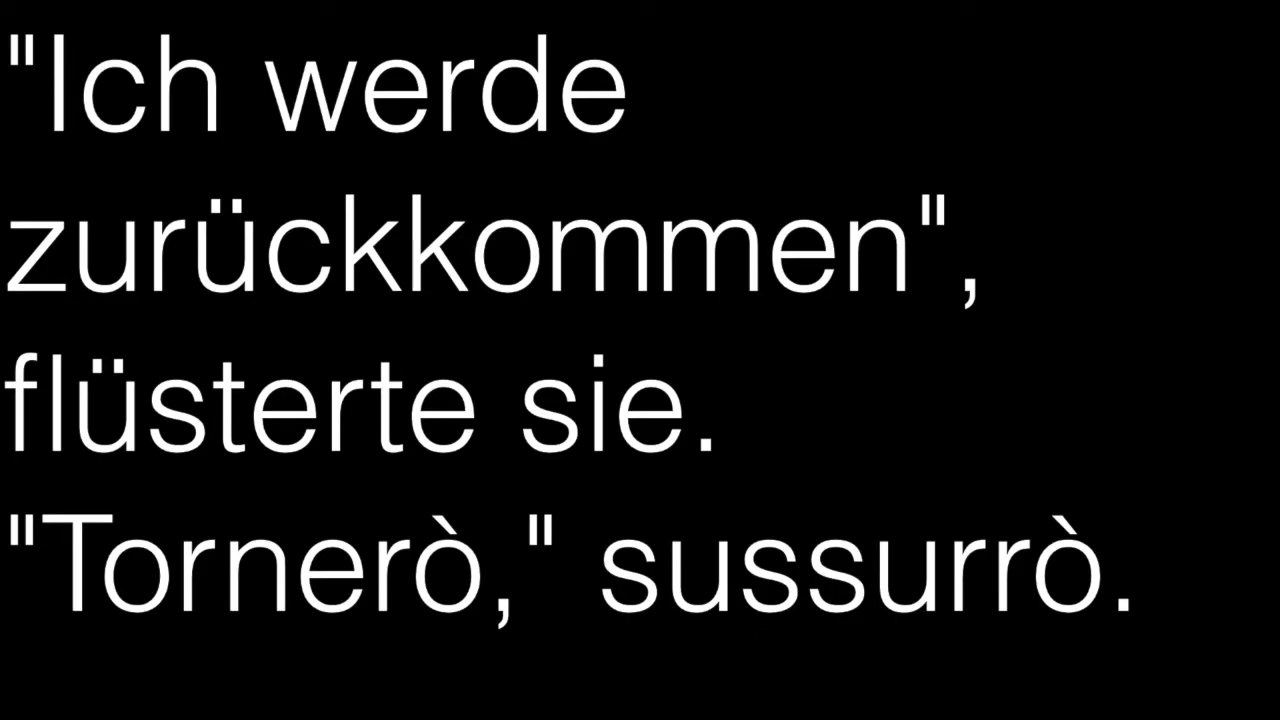 "Ich werde
zurückkommen",
flüsterte sie.
"Tornerò," sussurrò.